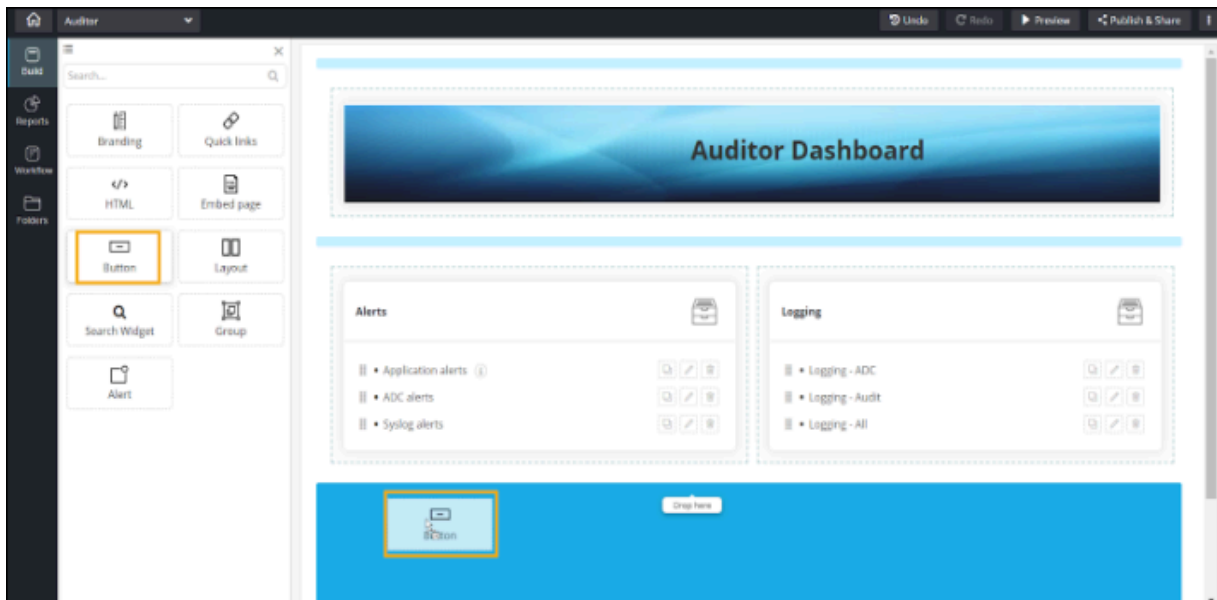 Auditor
Undo
Redo
Preview
Publish & Share
Build
Reports
Workflow
Folders
Search...
Branding
Quick links
HTML
Embed page
Button
Layout
Search Widget
Group
Alert
Auditor Dashboard
Alerts
• Application alerts
• ADC alerts
• Syslog alerts
Logging
• Logging - ADC
• Logging - Audit
• Logging - All
Drop here
Button